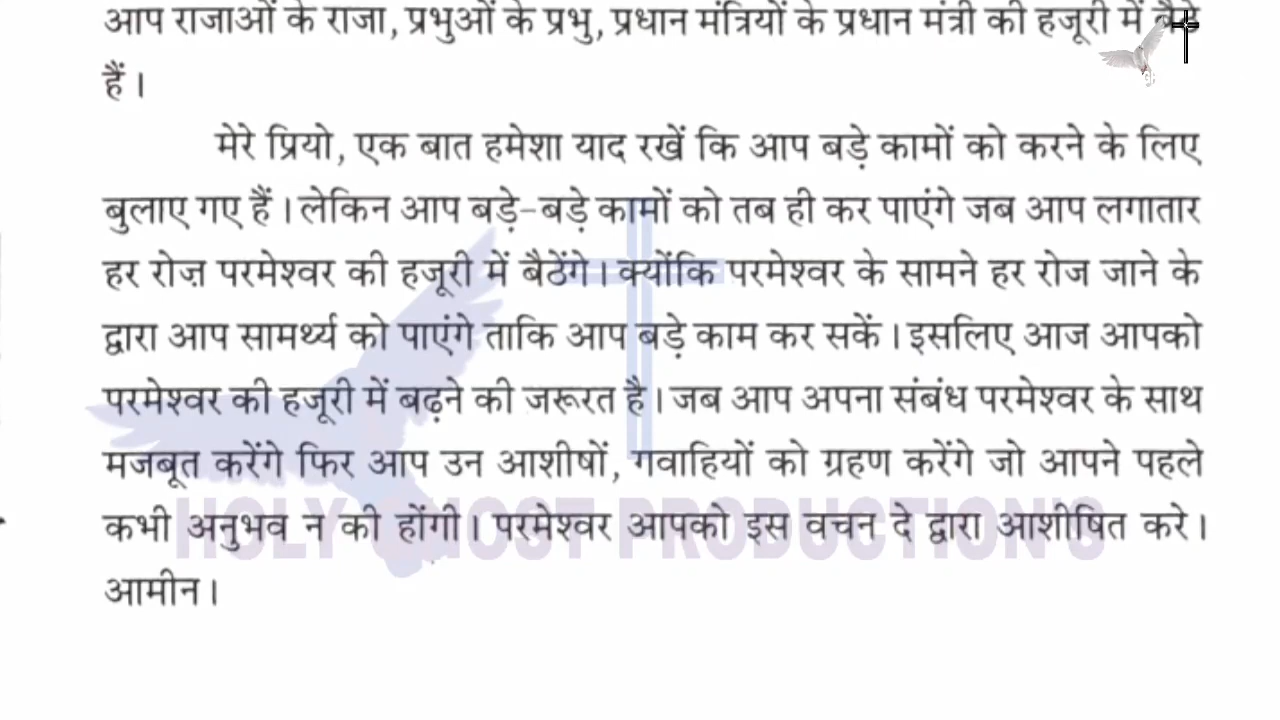 आप राजाओं के राजा, प्रभुओं के प्रभु, प्रधान मंत्रियों के प्रधान मंत्री की हजूरी में बैठे
हैं।
मेरे प्रियो, एक बात हमेशा याद रखें कि आप बड़े कामों को करने के लिए
बुलाए गए हैं। लेकिन आप बड़े-बड़े कामों को तब ही कर पाएंगे जब आप लगातार
हर रोज़ परमेश्वर की हजूरी में बैठेंगे। क्योंकि परमेश्वर के सामने हर रोज जाने के
द्वारा आप सामर्थ्य को पाएंगे ताकि आप बड़े काम कर सकें। इसलिए आज आपको
परमेश्वर की हजूरी में बढ़ने की जरूरत है। जब आप अपना संबंध परमेश्वर के साथ
मजबूत करेंगे फिर आप उन आशीषों, गवाहियों को ग्रहण करेंगे जो आपने पहले
कभी अनुभव न की होंगी। परमेश्वर आपको इस वचन दे द्वारा आशीषित करे।
HOLY GHOST PRODUCTION'S
आमीन।